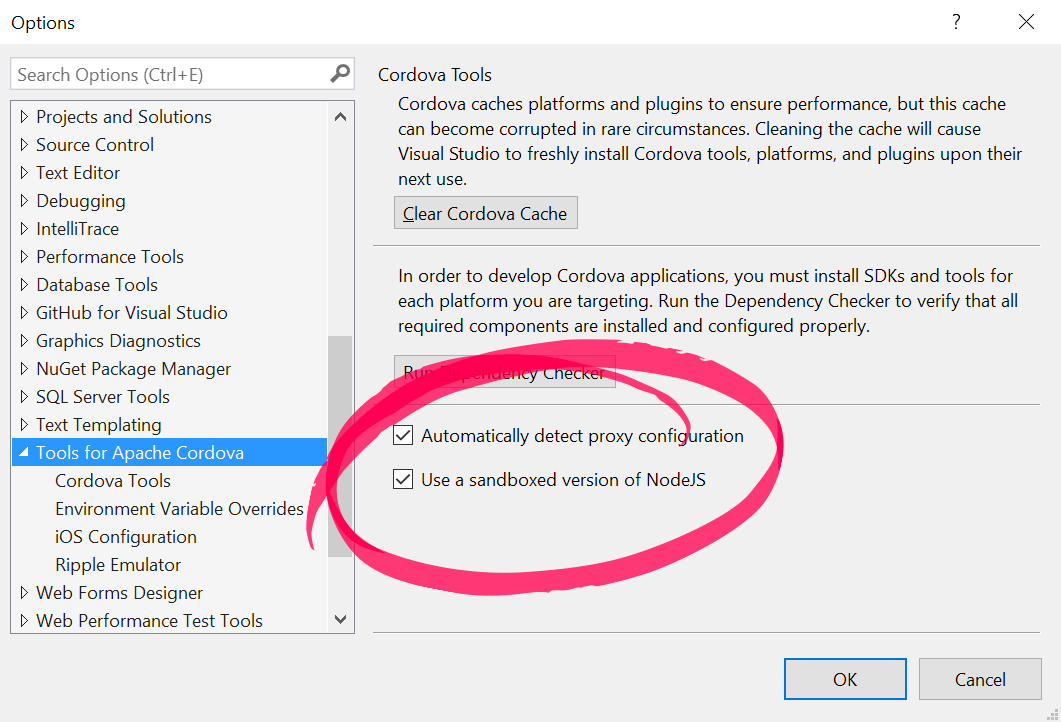 Options
?
Search Options (Ctrl+E)
Projects and Solutions
Source Control
Text Editor
Debugging
IntelliTrace
Performance Tools
Database Tools
GitHub for Visual Studio
Graphics Diagnostics
NuGet Package Manager
SQL Server Tools
Text Templating
Tools for Apache Cordova
Cordova Tools
Environment Variable Overrides
iOS Configuration
Ripple Emulator
Web Forms Designer
Web Performance Test Tools
Cordova Tools
Cordova caches platforms and plugins to ensure performance, but this cache
can become corrupted in rare circumstances. Cleaning the cache will cause
Visual Studio to freshly install Cordova tools, platforms, and plugins upon their
next use.
Clear Cordova Cache
In order to develop Cordova applications, you must install SDKs and tools for
each platform you are targeting. Run the Dependency Checker to verify that all
required components are installed and configured properly.
Run Dependency Checker
Automatically detect proxy configuration
Use a sandboxed version of NodeJS
OK
Cancel